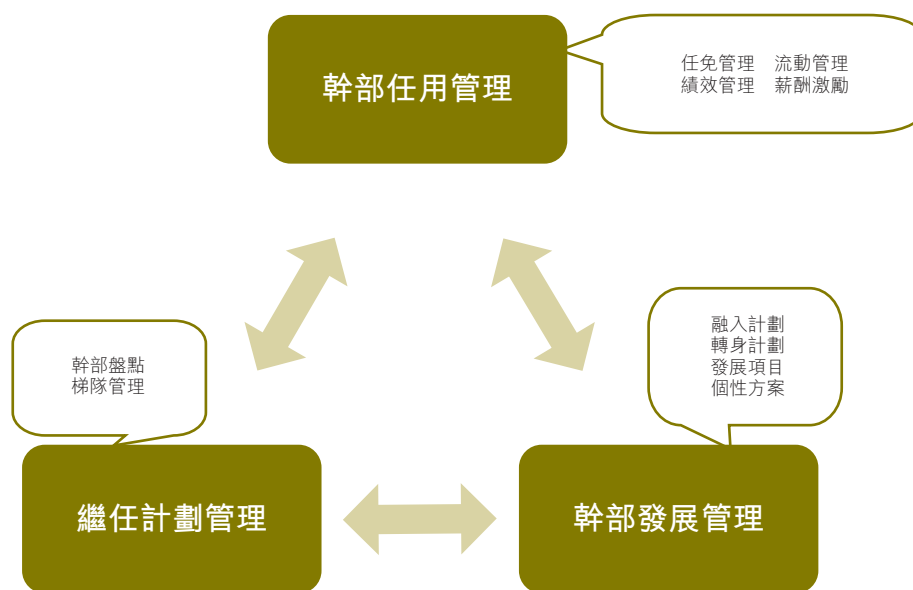 幹部任用管理
任免管理　流動管理
績效管理　薪酬激勵
幹部盤點
梯隊管理
融入計劃
轉身計劃
發展項目
個性方案
繼任計劃管理
幹部發展管理